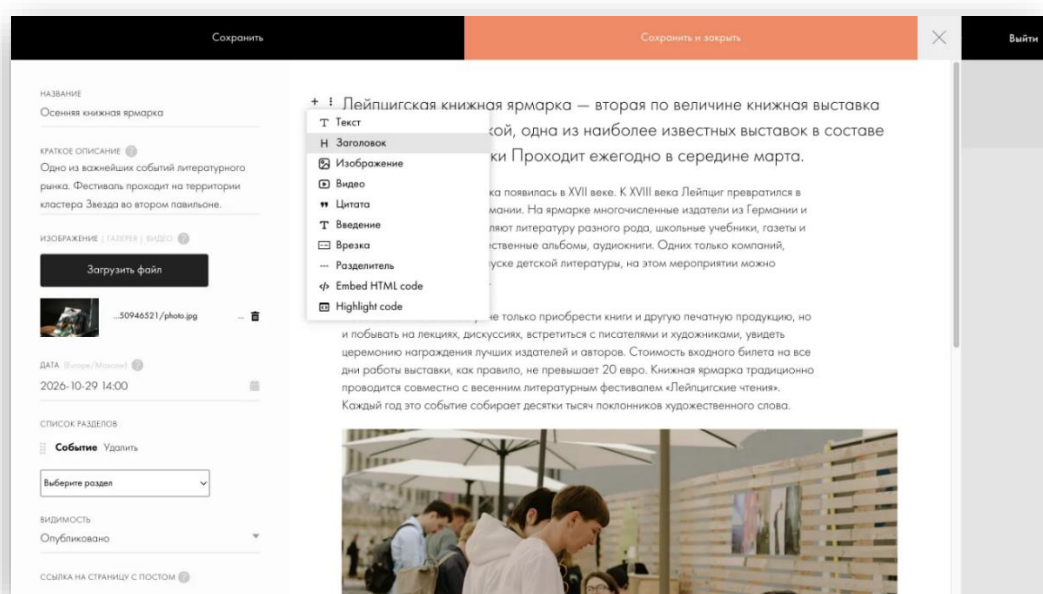 Сохранить
Сохранить и закрыть
Выйти
НАЗВАНИЕ
Осенняя книжная ярмарка
КРАТКОЕ ОПИСАНИЕ ?
Одно из важнейших событий литературного
рынка. Фестиваль проходит на территории
кластера Звезда во втором павильоне.
ИЗОБРАЖЕНИЕ | ГАЛЕРЕЯ | ВИДЕО ?
Загрузить файл
...50946521/photo.jpg ...
ДАТА (Europe/Moscow) ?
2026-10-29 14:00
СПИСОК РАЗДЕЛОВ
Событие Удалить
Выберите раздел
ВИДИМОСТЬ
Опубликовано
ССЫЛКА НА СТРАНИЦУ С ПОСТОМ ?
+
T Текст
H Заголовок
Изображение
Видео
Цитата
T Введение
Врезка
Разделитель
</> Embed HTML code
Highlight code
Лейпцигская книжная ярмарка — вторая по величине книжная выставка
кой, одна из наиболее известных выставок в составе
ки Проходит ежегодно в середине марта.
ка появилась в XVII веке. К XVIII века Лейпциг превратился в
мании. На ярмарке многочисленные издатели из Германии и
ляют литературу разного рода, школьные учебники, газеты и
ственные альбомы, аудиокниги. Одних только компаний,
уске детской литературы, на этом мероприятии можно
не только приобрести книги и другую печатную продукцию, но
и побывать на лекциях, дискуссиях, встретиться с писателями и художниками, увидеть
церемонию награждения лучших издателей и авторов. Стоимость входного билета на все
дни работы выставки, как правило, не превышает 20 евро. Книжная ярмарка традиционно
проводится совместно с весенним литературным фестивалем «Лейпцигские чтения».
Каждый год это событие собирает десятки тысяч поклонников художественного слова.